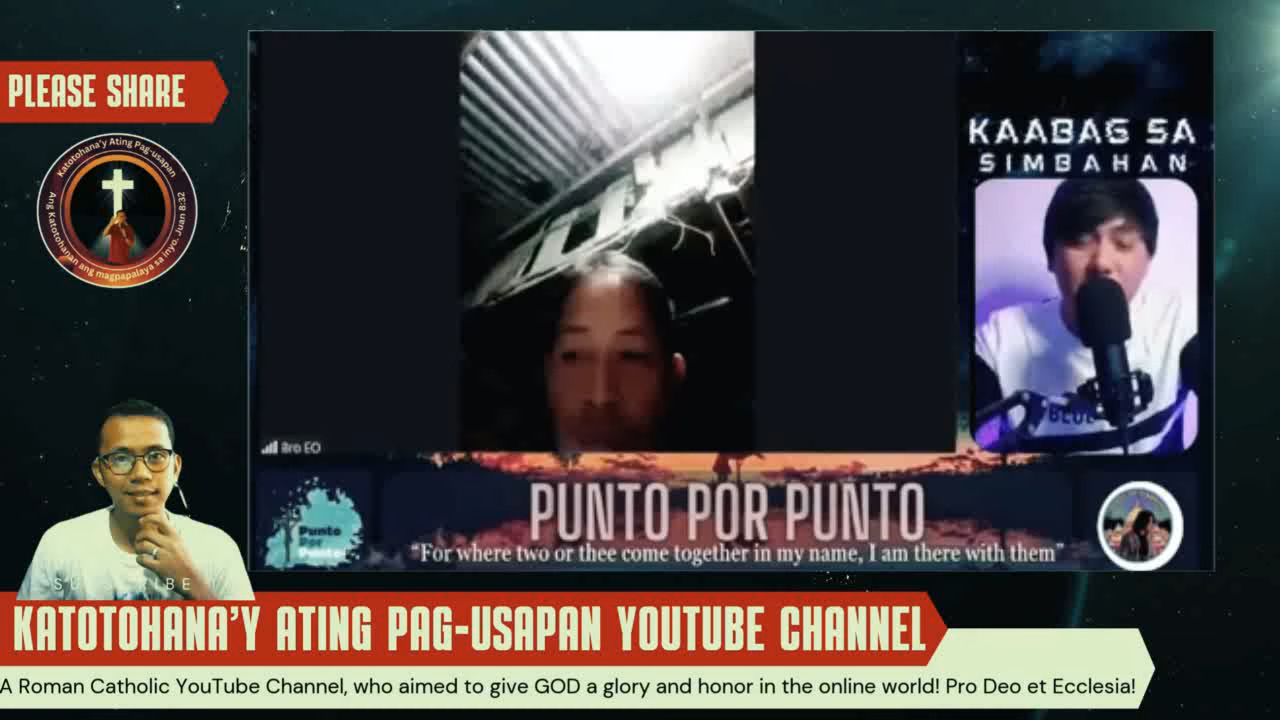 PLEASE SHARE
Katotohana'y Ating Pag-usapan
Ang Katotohanan ang magpapalaya sa inyo. Juan 8:32
KAABAG SA
SIMBAHAN
BLUE
Bro EO
Punto
Por
Punto
PUNTO POR PUNTO
“For where two or thee come together in my name, I am there with them”
KATOTOHANA'Y ATING PAG-USAPAN YOUTUBE CHANNEL
A Roman Catholic YouTube Channel, who aimed to give GOD a glory and honor in the online world! Pro Deo et Ecclesia!